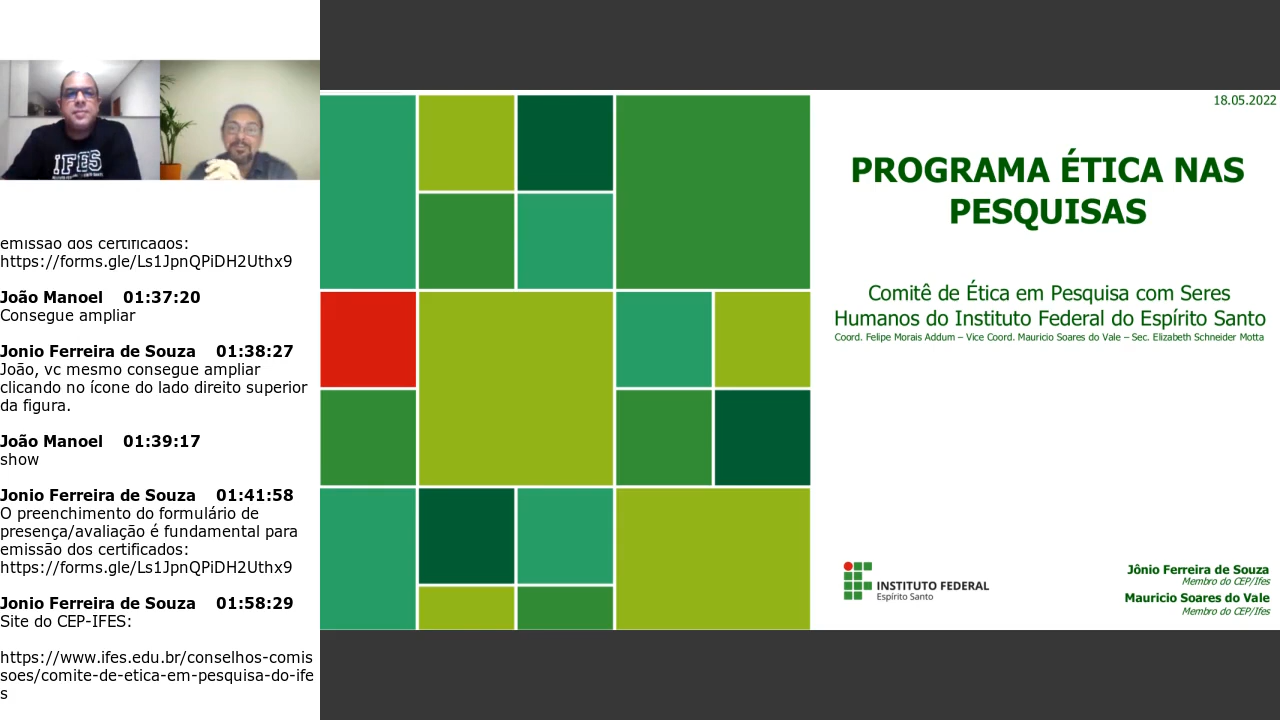 IFES
emissão dos certificados:
https://forms.gle/Ls1JpnQPiDH2Uthx9
João Manoel 01:37:20
Consegue ampliar
Jonio Ferreira de Souza 01:38:27
João, vc mesmo consegue ampliar
clicando no ícone do lado direito superior
da figura.
João Manoel 01:39:17
show
Jonio Ferreira de Souza 01:41:58
O preenchimento do formulário de
presença/avaliação é fundamental para
emissão dos certificados:
https://forms.gle/Ls1JpnQPiDH2Uthx9
Jonio Ferreira de Souza 01:58:29
Site do CEP-IFES:
https://www.ifes.edu.br/conselhos-comis
soes/comite-de-etica-em-pesquisa-do-ife
s
18.05.2022
PROGRAMA ÉTICA NAS
PESQUISAS
Comitê de Ética em Pesquisa com Seres
Humanos do Instituto Federal do Espírito Santo
Coord. Felipe Morais Addum – Vice Coord. Mauricio Soares do Vale – Sec. Elizabeth Schneider Motta
INSTITUTO FEDERAL
Espírito Santo
Jônio Ferreira de Souza
Membro do CEP/Ifes
Mauricio Soares do Vale
Membro do CEP/Ifes